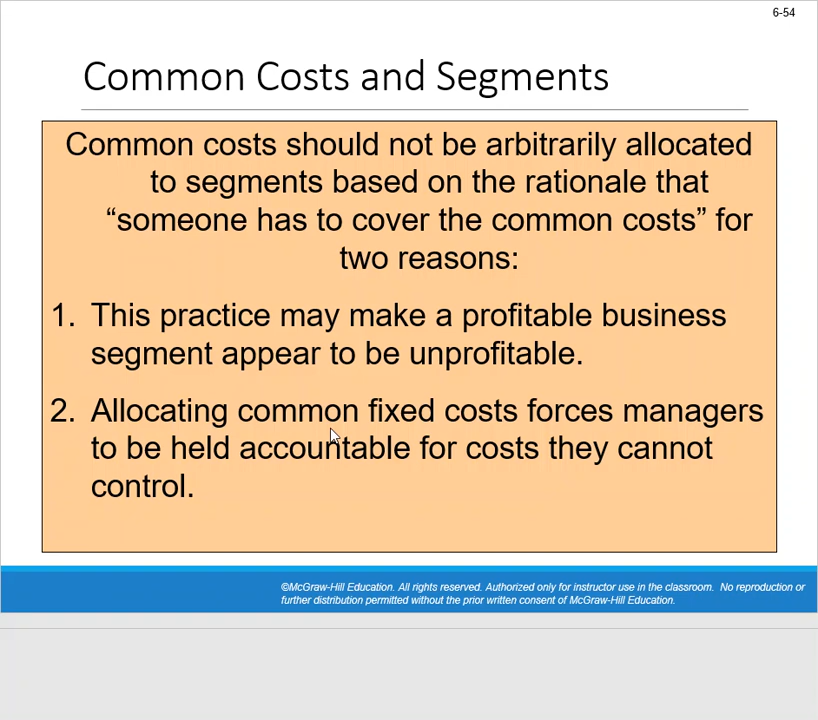 6-54
Common Costs and Segments
Common costs should not be arbitrarily allocated
to segments based on the rationale that
“someone has to cover the common costs” for
two reasons:
1. This practice may make a profitable business
segment appear to be unprofitable.
2. Allocating common fixed costs forces managers
to be held accountable for costs they cannot
control.
©McGraw-Hill Education. All rights reserved. Authorized only for instructor use in the classroom. No reproduction or
further distribution permitted without the prior written consent of McGraw-Hill Education.